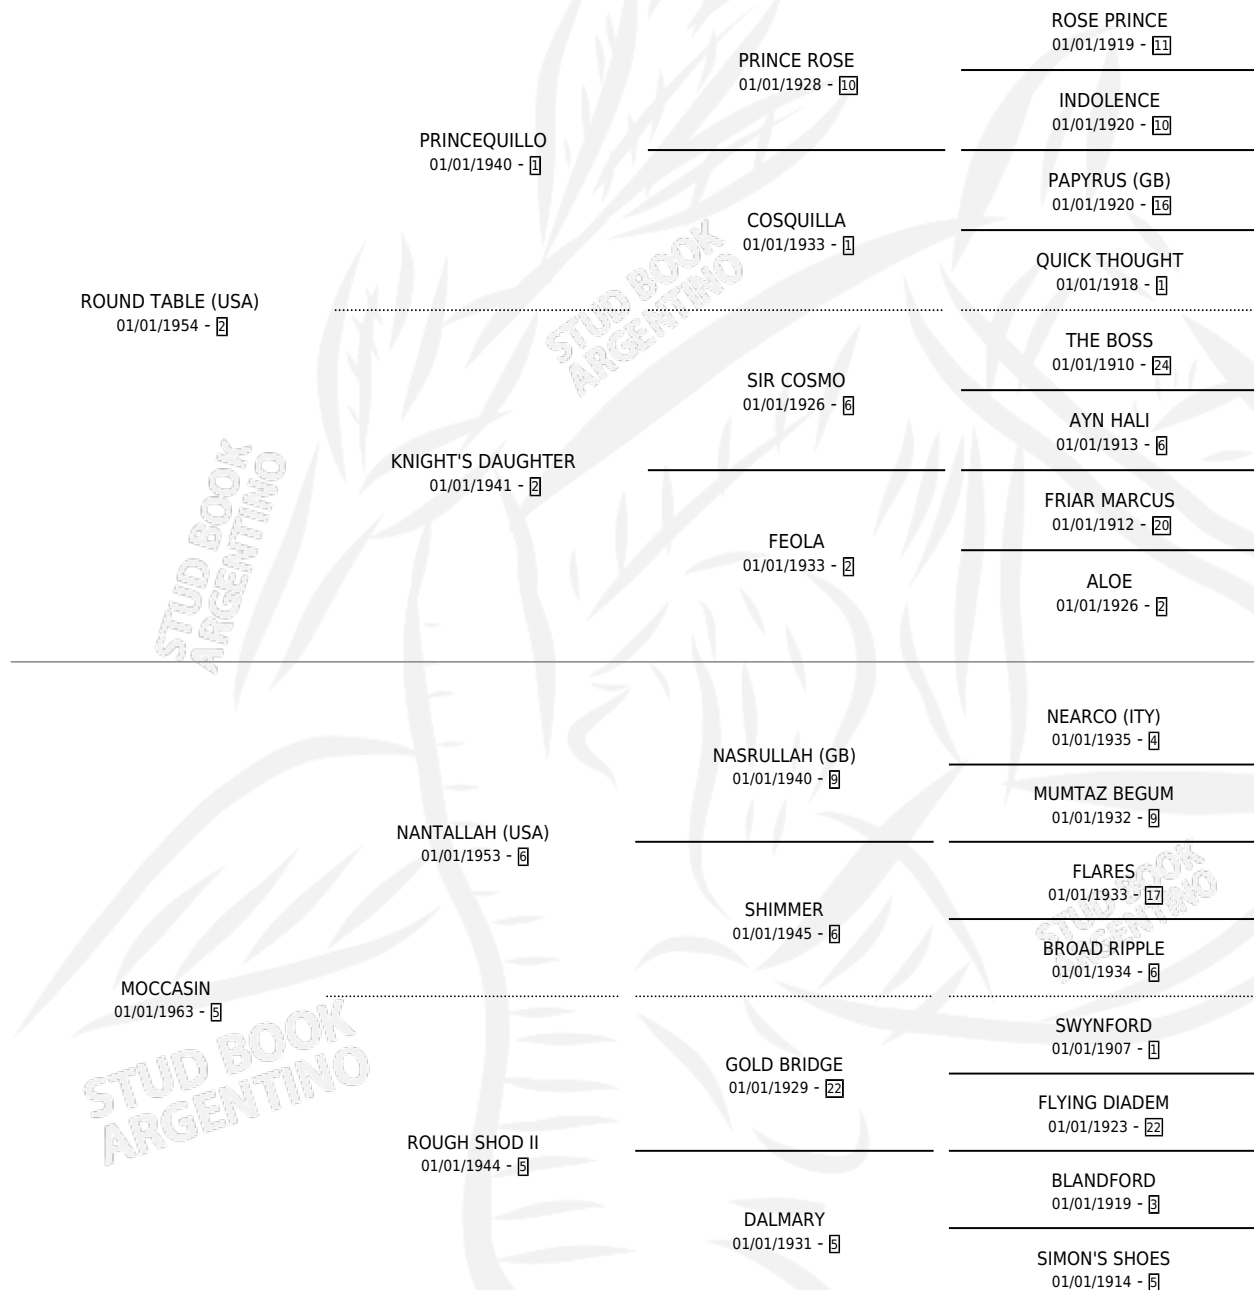 ROSE PRINCE
01/01/1919 - 11
PRINCE ROSE
01/01/1928 - 10
INDOLENCE
01/01/1920 - 10
PRINCEQUILLO
01/01/1940 - 1
PAPYRUS (GB)
01/01/1920 - 16
COSQUILLA
01/01/1933 - 1
QUICK THOUGHT
01/01/1918 - 1
ROUND TABLE (USA)
01/01/1954 - 2
THE BOSS
01/01/1910 - 24
SIR COSMO
01/01/1926 - 6
AYN HALI
01/01/1913 - 6
KNIGHT'S DAUGHTER
01/01/1941 - 2
FRIAR MARCUS
01/01/1912 - 20
FEOLA
01/01/1933 - 2
ALOE
01/01/1926 - 2
STUD BOOK
ARGENTINO
STUD BOOK
ARGENTINO
NEARCO (ITY)
01/01/1935 - 4
NASRULLAH (GB)
01/01/1940 - 9
MUMTAZ BEGUM
01/01/1932 - 9
NANTALLAH (USA)
01/01/1953 - 6
FLARES
01/01/1933 - 17
SHIMMER
01/01/1945 - 6
BROAD RIPPLE
01/01/1934 - 6
STUD BOOK
ARGENTINO
MOCCASIN
01/01/1963 - 5
SWYNFORD
01/01/1907 - 1
GOLD BRIDGE
01/01/1929 - 22
FLYING DIADEM
01/01/1923 - 22
STUD BOOK
ARGENTINO
ROUGH SHOD II
01/01/1944 - 5
BLANDFORD
01/01/1919 - 3
DALMARY
01/01/1931 - 5
SIMON'S SHOES
01/01/1914 - 5